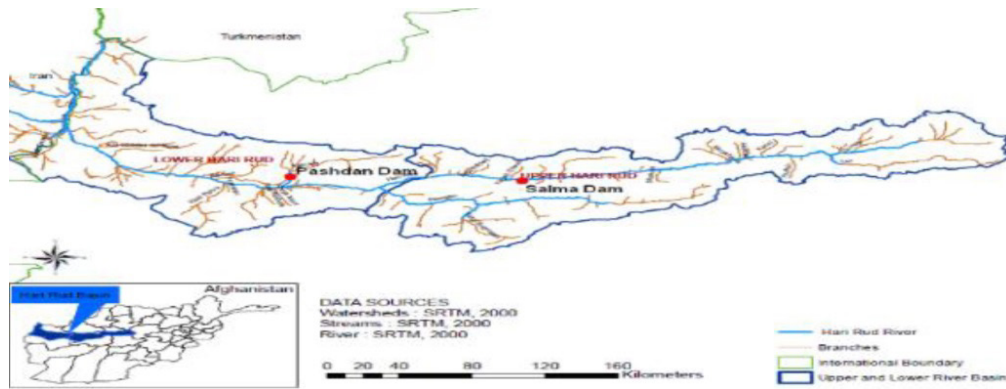 Turkmenistan
Iran
LOWER HARI RUD
Pashdan Dam
UPPER HARI RUD
Salma Dam
Hari Rud Basin
Afghanistan
DATA SOURCES
Watersheds : SRTM, 2000
Streams : SRTM, 2000
River : SRTM, 2000
0 20 40 80 120 160
Kilometers
Hari Rud River
Branches
International Boundary
Upper and Lower River Basin